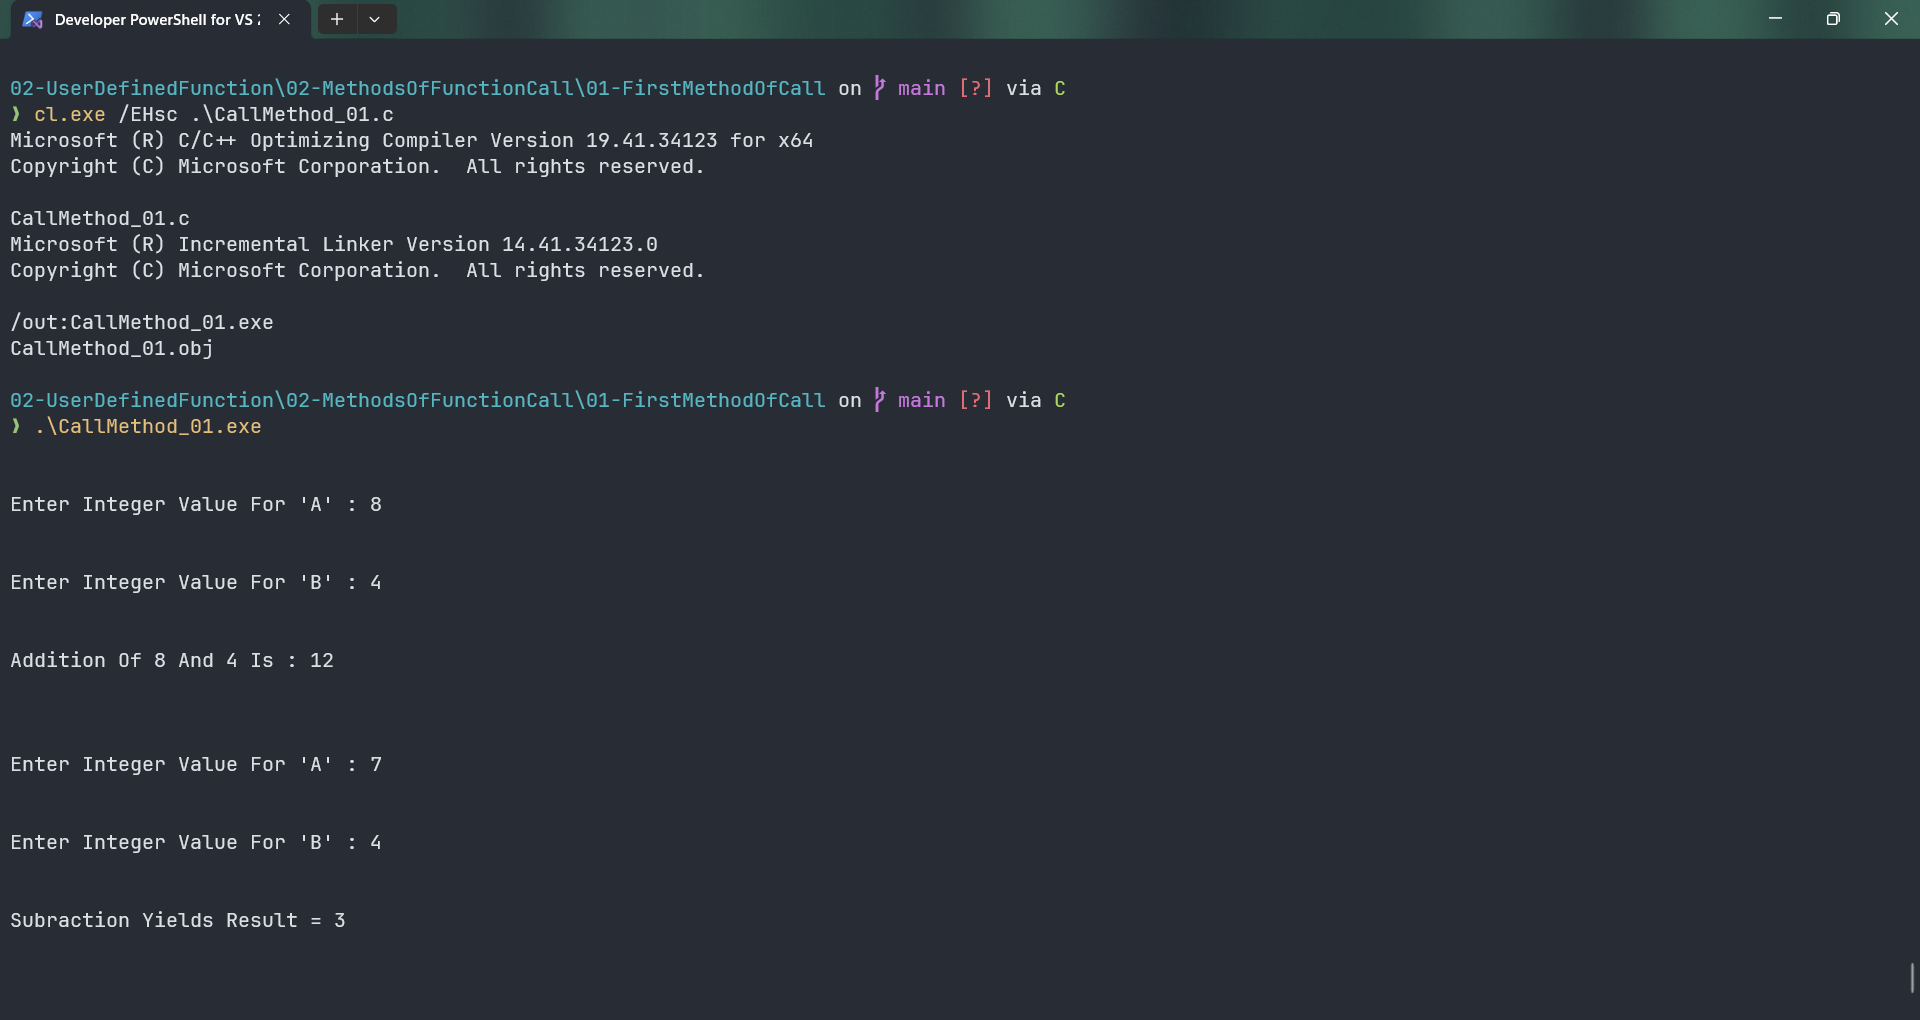 Developer PowerShell for VS 2
02-UserDefinedFunction\02-MethodsOfFunctionCall\01-FirstMethodOfCall on main [?] via C
❱ cl.exe /EHsc .\CallMethod_01.c
Microsoft (R) C/C++ Optimizing Compiler Version 19.41.34123 for x64
Copyright (C) Microsoft Corporation.  All rights reserved.
CallMethod_01.c
Microsoft (R) Incremental Linker Version 14.41.34123.0
Copyright (C) Microsoft Corporation.  All rights reserved.
/out:CallMethod_01.exe
CallMethod_01.obj
02-UserDefinedFunction\02-MethodsOfFunctionCall\01-FirstMethodOfCall on main [?] via C
❱ .\CallMethod_01.exe
Enter Integer Value For 'A' : 8
Enter Integer Value For 'B' : 4
Addition Of 8 And 4 Is : 12
Enter Integer Value For 'A' : 7
Enter Integer Value For 'B' : 4
Subraction Yields Result = 3